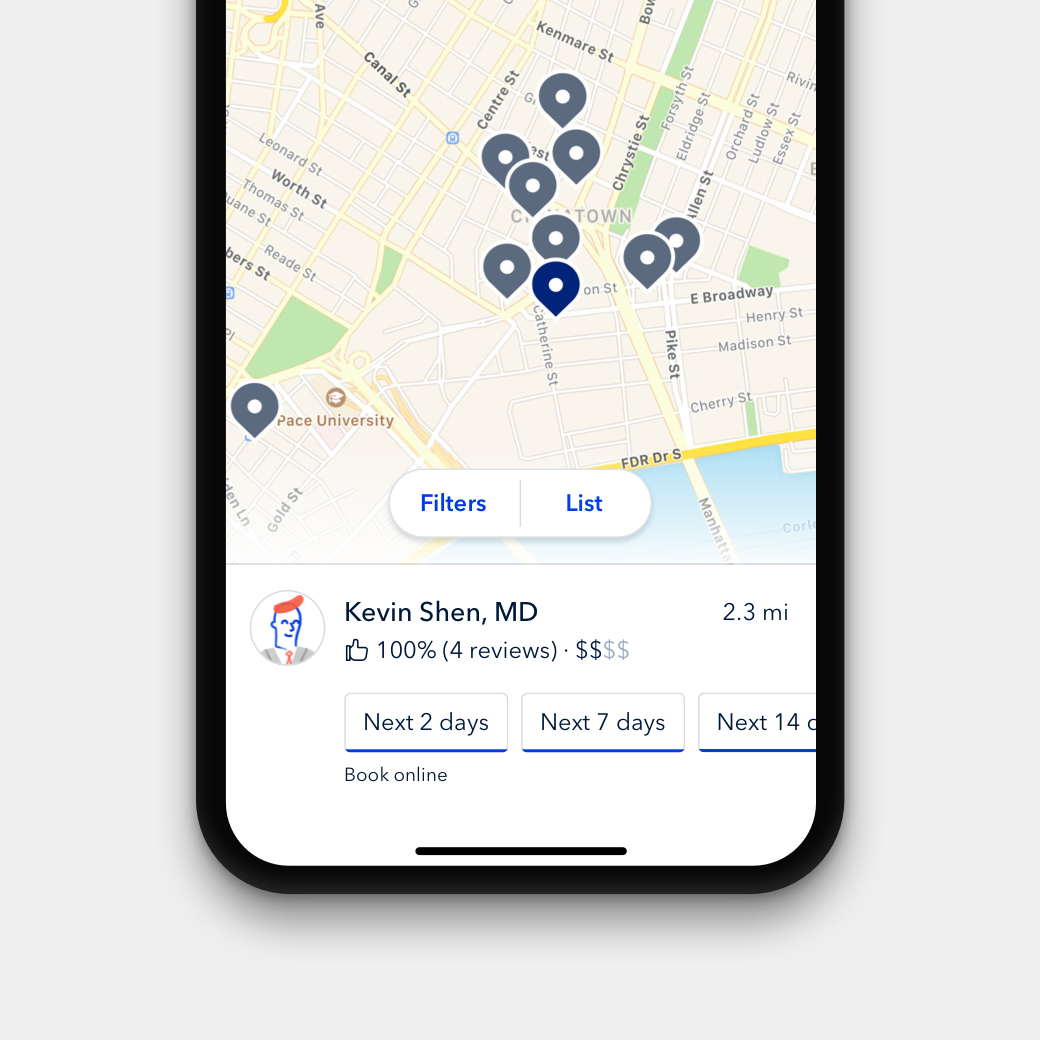 Ave
Bow
Kenmare St
Canal St
Centre St
Forsyth St
Rivin
Eldridge St
Orchard St
Ludlow St
Essex St
Chrystie St
Leonard St
Worth St
Thomas St
uane St
est
Allen St
CHINATOWN
bers St
Reade St
on St
E Broadway
Henry St
Madison St
Catherine St
Pike St
Pl
Cherry St
Pace University
FDR Dr S
den Ln
Gold St
Manhatta
Corle
Filters
List
Kevin Shen, MD
2.3 mi
100% (4 reviews) · $$$$
Next 2 days
Next 7 days
Next 14 d
Book online